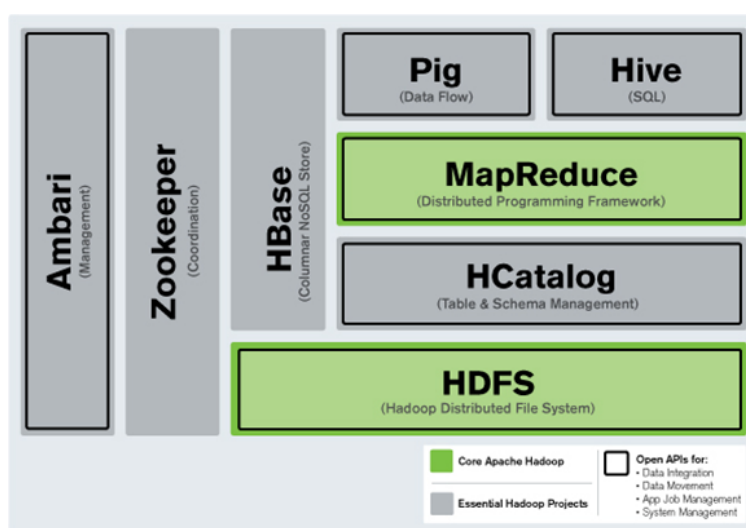 Ambari
(Management)
Zookeeper
(Coordination)
HBase
(Columnar NoSQL Store)
Pig
(Data Flow)
Hive
(SQL)
MapReduce
(Distributed Programming Framework)
HCatalog
(Table & Schema Management)
HDFS
(Hadoop Distributed File System)
Core Apache Hadoop
Essential Hadoop Projects
Open APIs for:
• Data Integration
• Data Movement
• App Job Management
• System Management